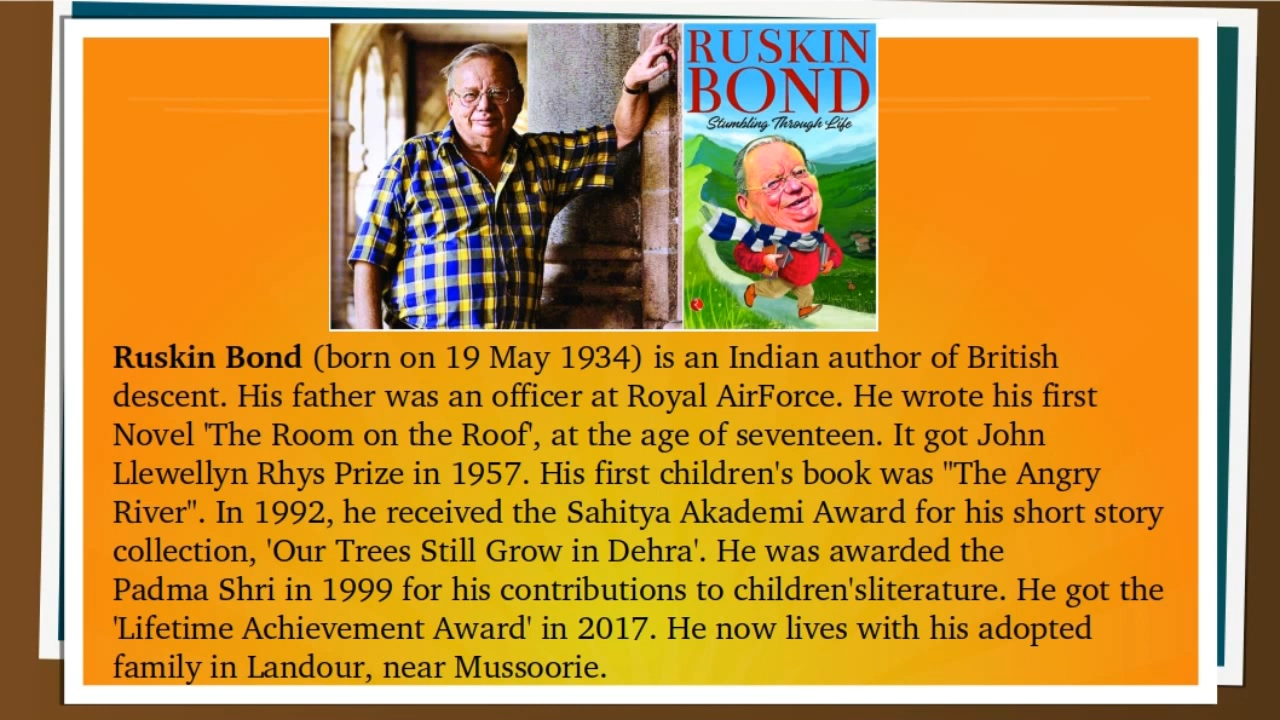 RUSKIN
BOND
Stumbling Through Life
Ruskin Bond (born on 19 May 1934) is an Indian author of British
descent. His father was an officer at Royal AirForce. He wrote his first
Novel 'The Room on the Roof', at the age of seventeen. It got John
Llewellyn Rhys Prize in 1957. His first children's book was "The Angry
River". In 1992, he received the Sahitya Akademi Award for his short story
collection, 'Our Trees Still Grow in Dehra'. He was awarded the
Padma Shri in 1999 for his contributions to children'sliterature. He got the
'Lifetime Achievement Award' in 2017. He now lives with his adopted
family in Landour, near Mussoorie.